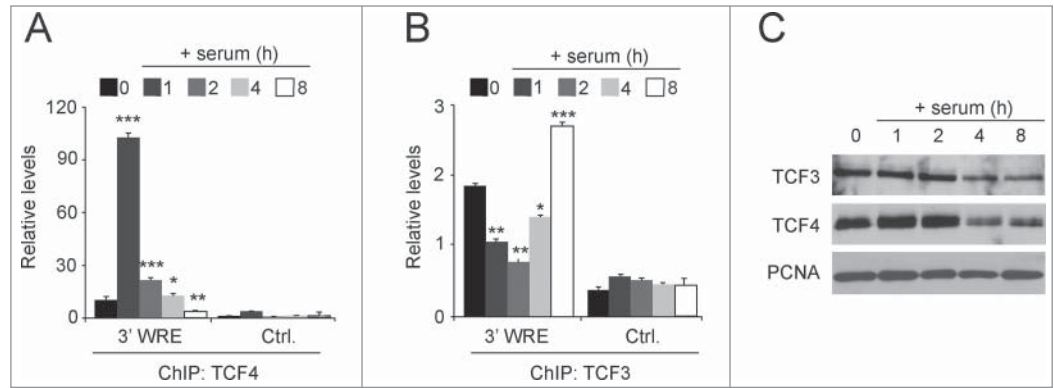 A
+ serum (h)
0 1 2 4 8
Relative levels
120
90
60
30
0
***
***
*
**
3' WRE Ctrl.
ChIP: TCF4
B
+ serum (h)
0 1 2 4 8
Relative levels
3
2
1
0
**
**
*
***
3' WRE Ctrl.
ChIP: TCF3
C
+ serum (h)
0 1 2 4 8
TCF3
TCF4
PCNA